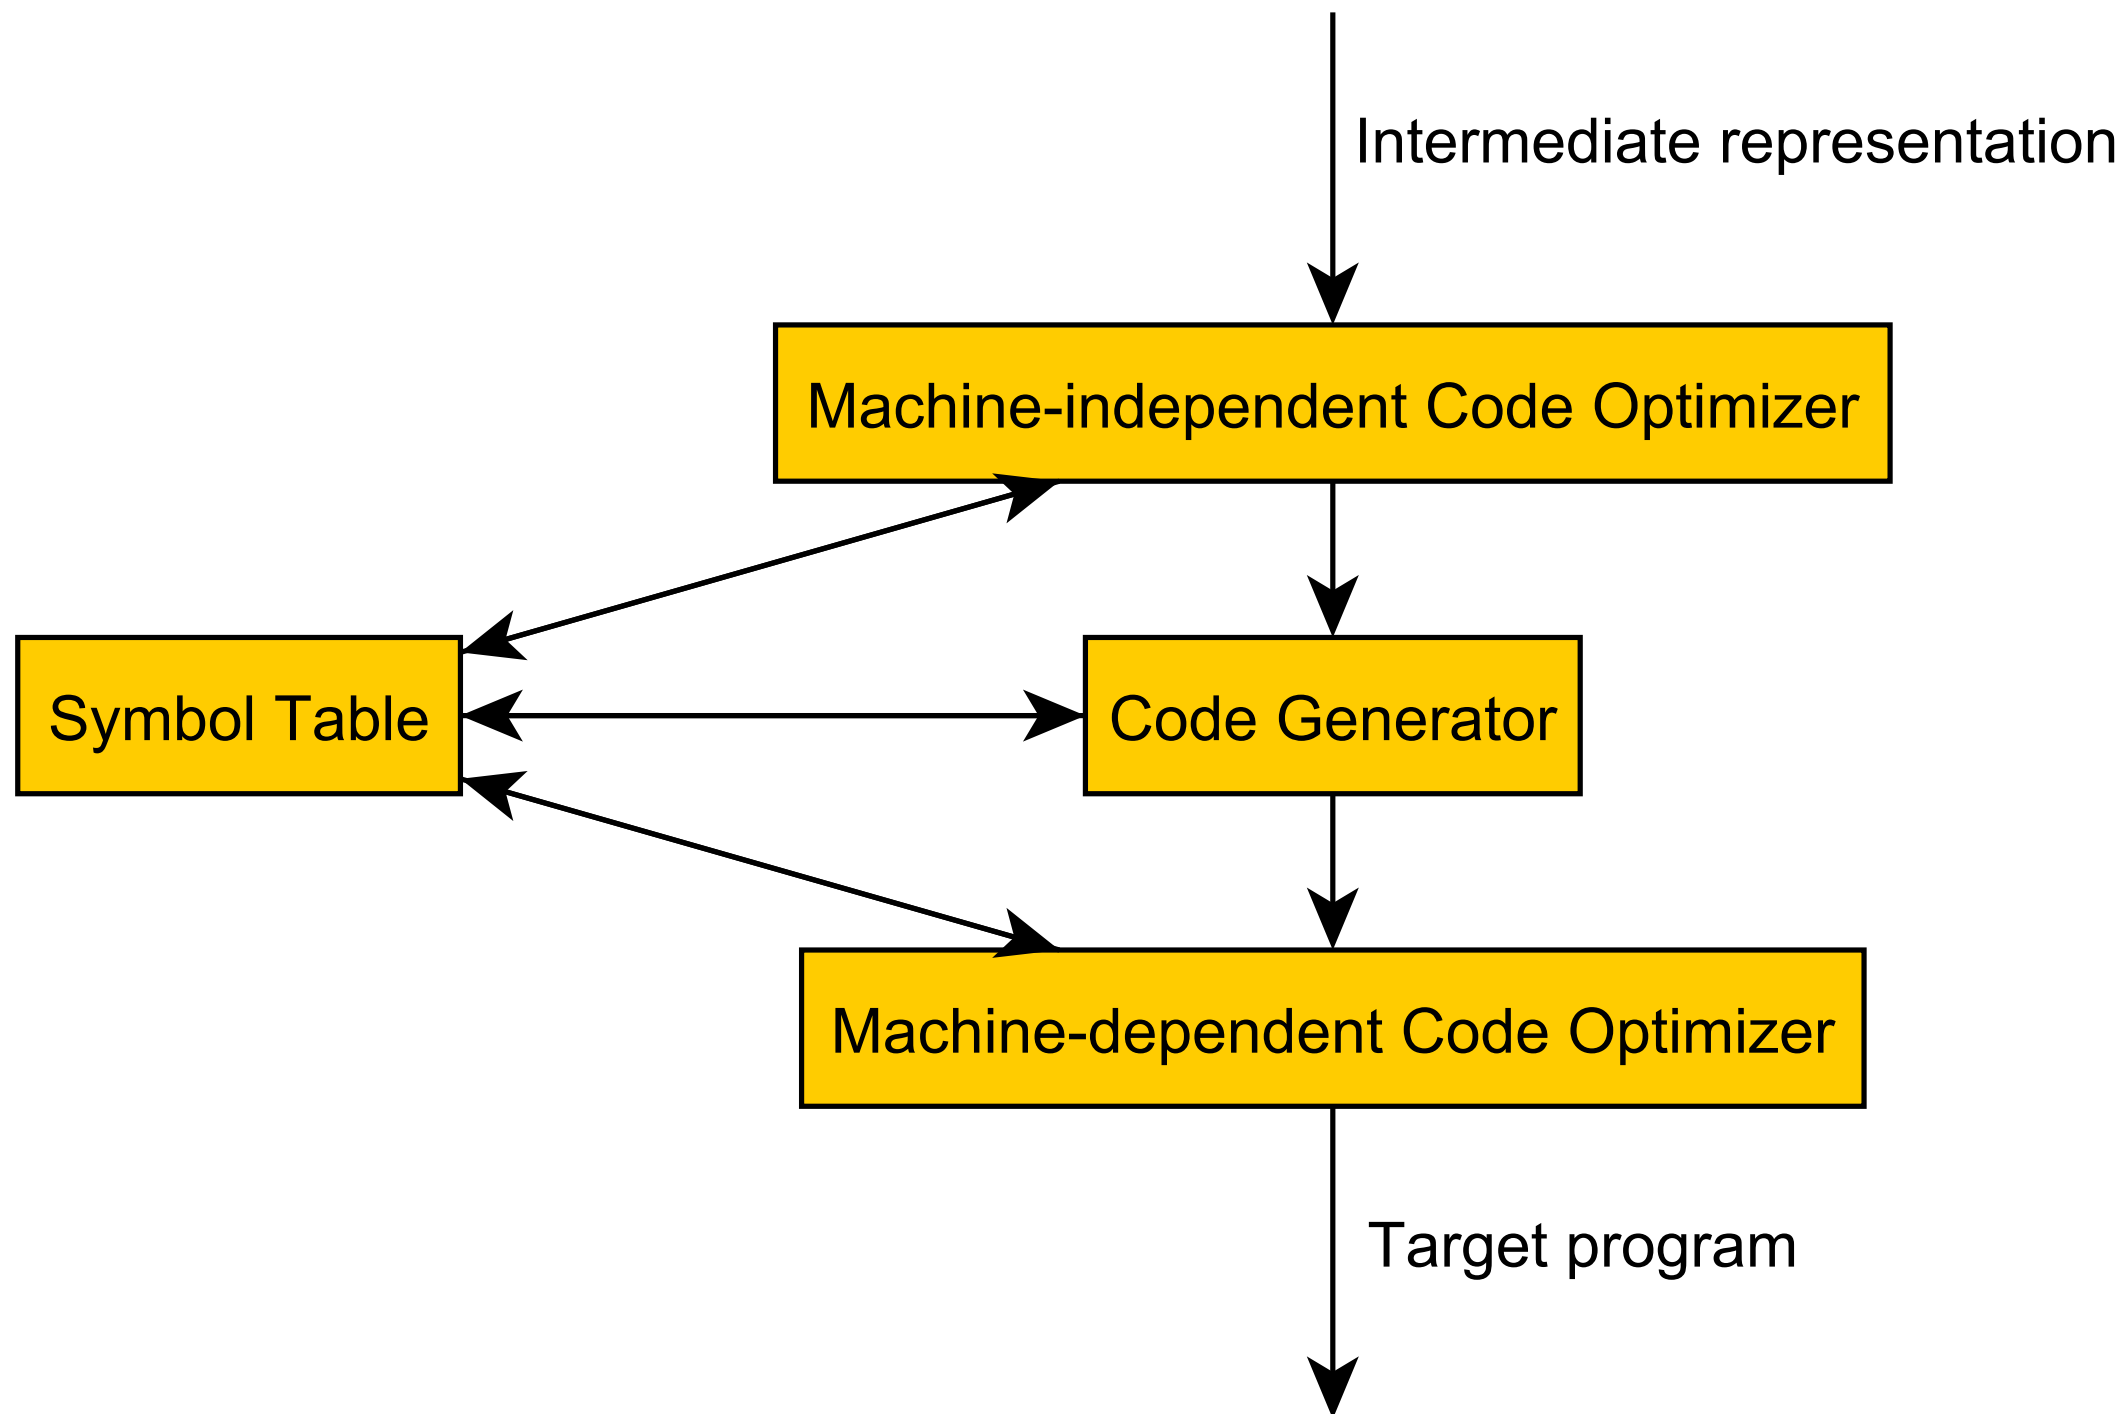 Intermediate representation
Machine-independent Code Optimizer
Symbol Table
Code Generator
Machine-dependent Code Optimizer
Target program